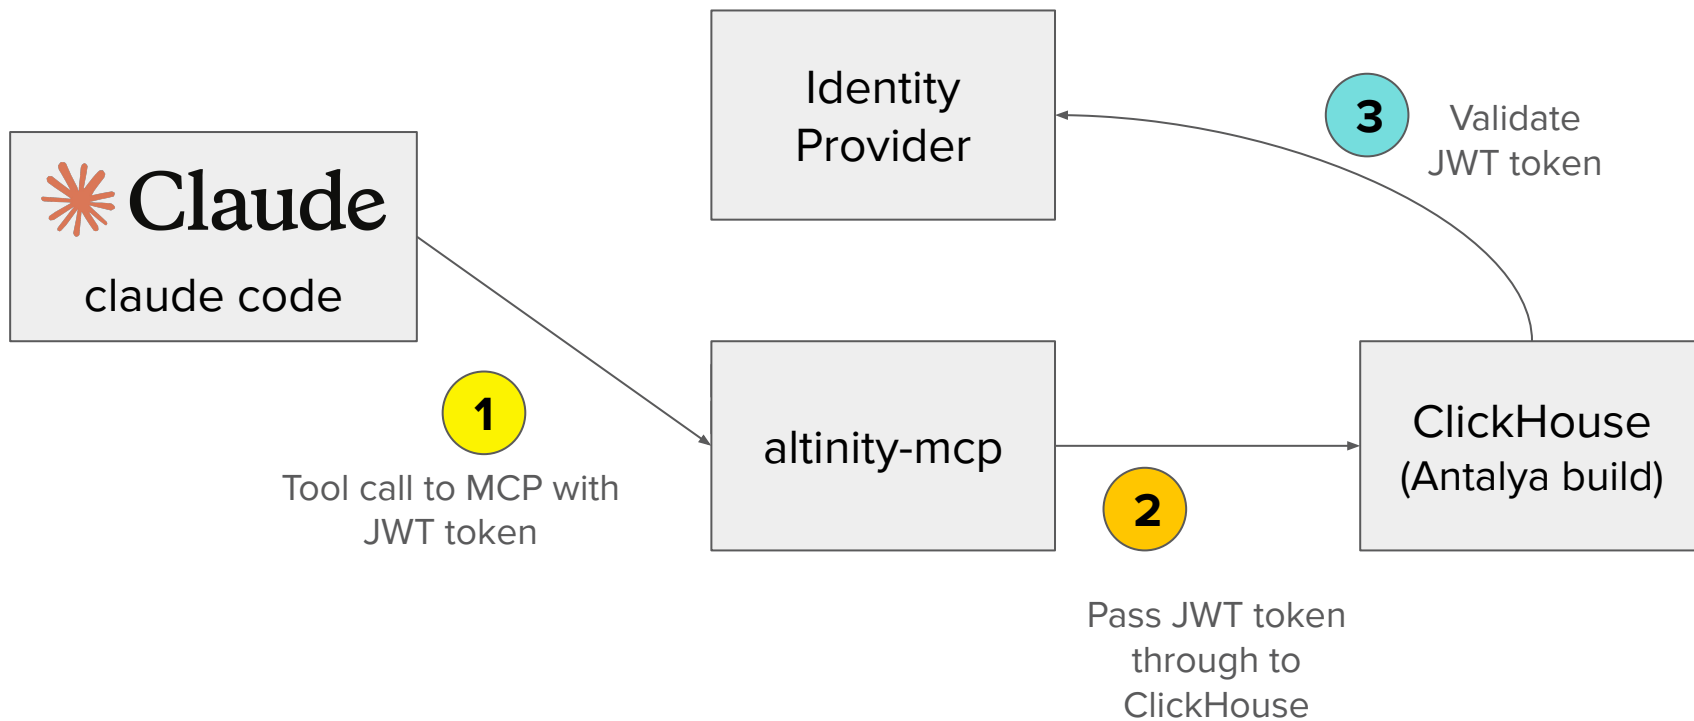 Claude
claude code
Identity
Provider
3
Validate
JWT token
1
Tool call to MCP with
JWT token
altinity-mcp
2
Pass JWT token
through to
ClickHouse
ClickHouse
(Antalya build)